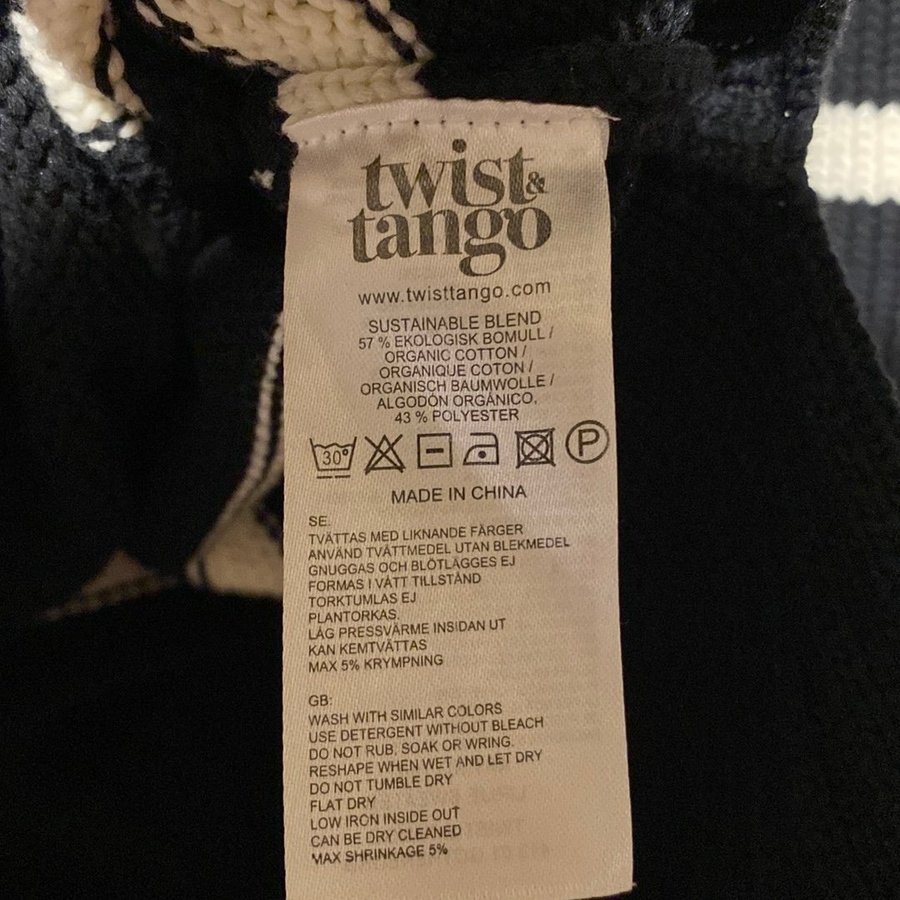 twist&
tango
www.twisttango.com
SUSTAINABLE BLEND
57 % EKOLOGISK BOMULL /
ORGANIC COTTON /
ORGANIQUE COTON /
ORGANISCH BAUMWOLLE /
ALGODÓN ORGÁNICO.
43 % POLYESTER
30° P
MADE IN CHINA
SE.
TVÄTTAS MED LIKNANDE FÄRGER
ANVÄND TVÄTTMEDEL UTAN BLEKMEDEL
GNUGGAS OCH BLÖTLÄGGES EJ
FORMAS I VÅTT TILLSTÅND
TORKTUMLAS EJ
PLANTORKAS.
LÅG PRESSVÄRME INSIDAN UT
KAN KEMTVÄTTAS
MAX 5% KRYMPNING
GB:
WASH WITH SIMILAR COLORS
USE DETERGENT WITHOUT BLEACH
DO NOT RUB, SOAK OR WRING.
RESHAPE WHEN WET AND LET DRY
DO NOT TUMBLE DRY
FLAT DRY
LOW IRON INSIDE OUT
CAN BE DRY CLEANED
MAX SHRINKAGE 5%